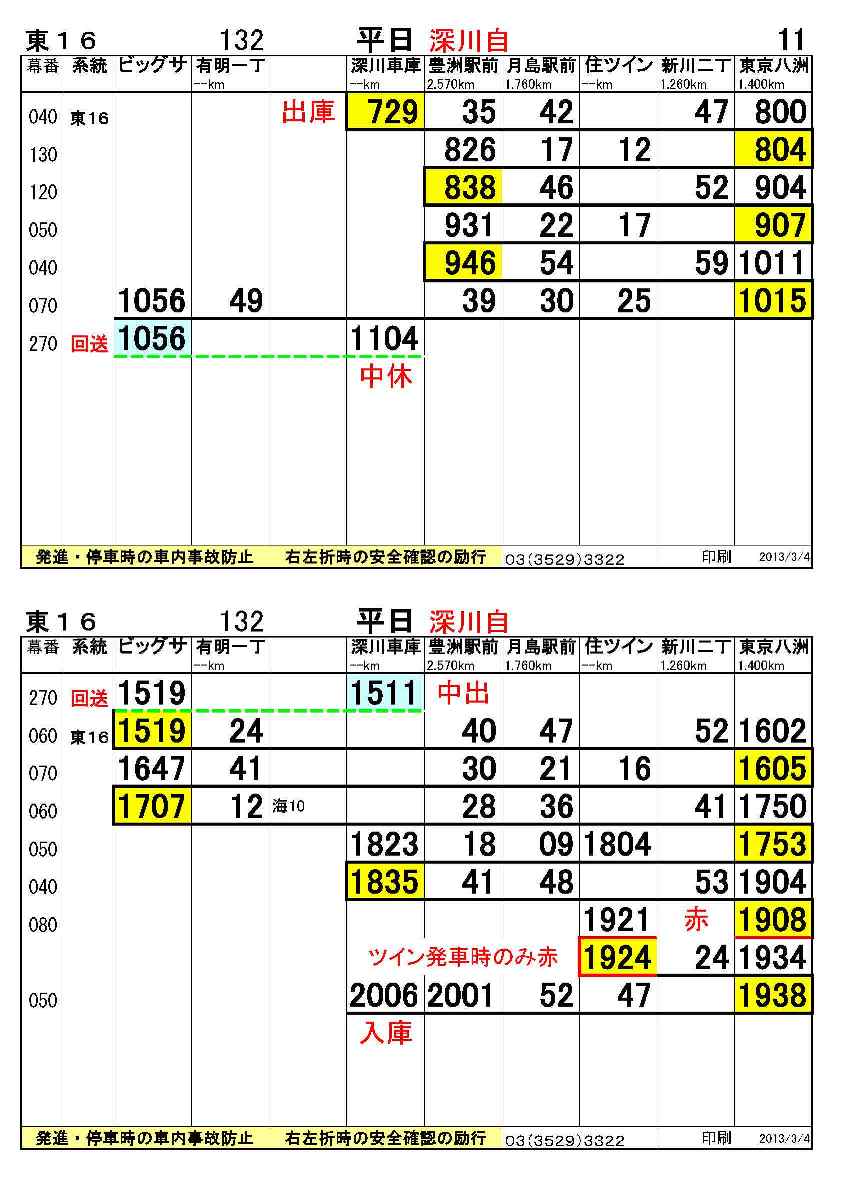 東１６ 132 平日 深川自 11
幕番 系統 ビッグサ 有明一丁 深川車庫 豊洲駅前 月島駅前 住ツイン 新川二丁 東京八洲
--km --km 2.570km 1.760km --km 1.260km 1.400km
040 東16 出庫 729 35 42 47 800
130 826 17 12 804
120 838 46 52 904
050 931 22 17 907
040 946 54 59 1011
070 1056 49 39 30 25 1015
270 回送 1056 1104
中休
発進・停車時の車内事故防止 右左折時の安全確認の励行 03(3529)3322 印刷 2013/3/4
東１６ 132 平日 深川自
幕番 系統 ビッグサ 有明一丁 深川車庫 豊洲駅前 月島駅前 住ツイン 新川二丁 東京八洲
--km --km 2.570km 1.760km --km 1.260km 1.400km
270 回送 1519 1511 中出
060 東16 1519 24 40 47 52 1602
070 1647 41 30 21 16 1605
060 1707 12 海10 28 36 41 1750
050 1823 18 09 1804 1753
040 1835 41 48 53 1904
080 1921 赤 1908
ツイン発車時のみ赤 1924 24 1934
050 2006 2001 52 47 1938
入庫
発進・停車時の車内事故防止 右左折時の安全確認の励行 03(3529)3322 印刷 2013/3/4